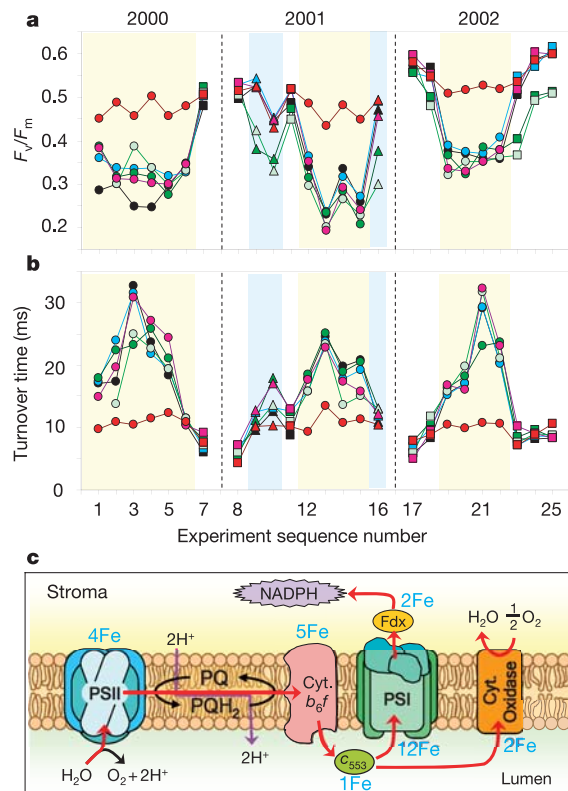 a
2000 2001 2002
0.6
0.5
0.4
0.3
0.2
Fv/Fm
b
30
20
10
0
Turnover time (ms)
1 3 5 7 8 12 16 17 21 25
Experiment sequence number
c
Stroma
NADPH
2Fe
Fdx
H₂O ½O₂
4Fe
2H⁺
5Fe
PSII
PQ
PQH₂
Cyt.
b₆f
PSI
Cyt.
Oxidase
H₂O
O₂ + 2H⁺
2H⁺
c₅₅₃
1Fe
12Fe
2Fe
Lumen